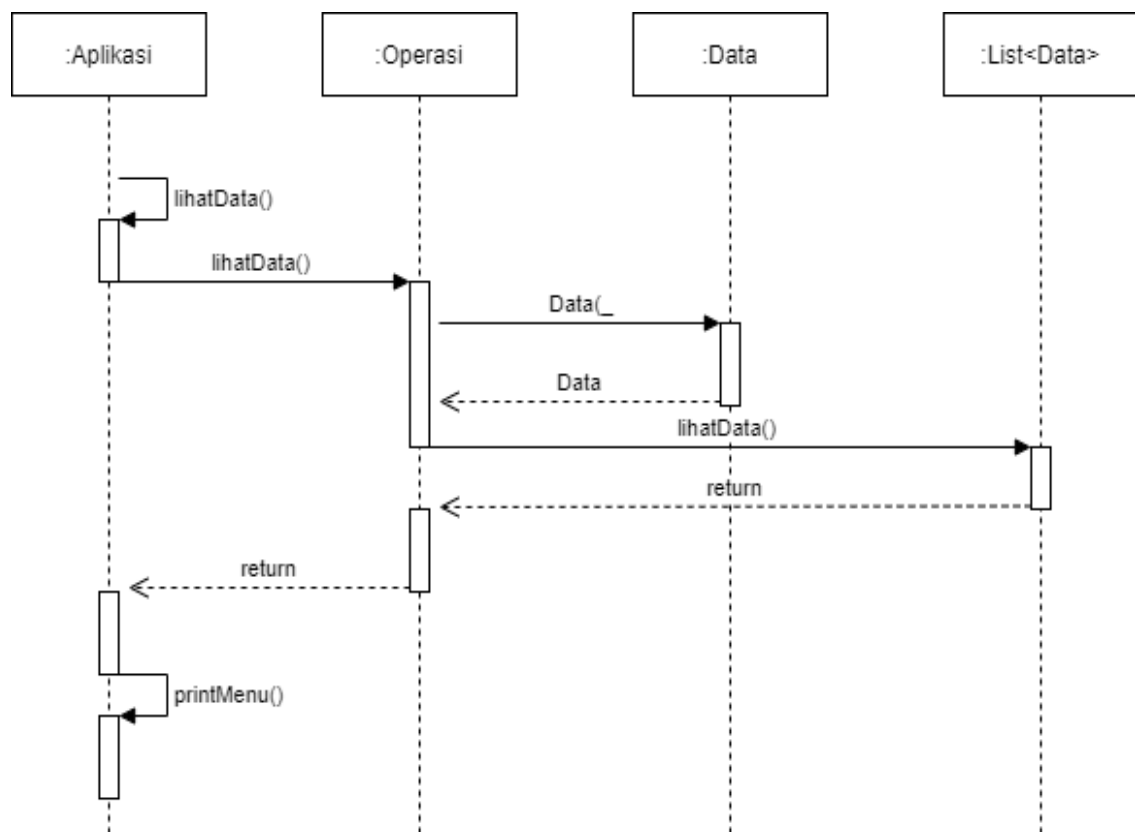 :Aplikasi
:Operasi
:Data
:List<Data>
lihatData()
lihatData()
Data(_
Data
lihatData()
return
return
printMenu()